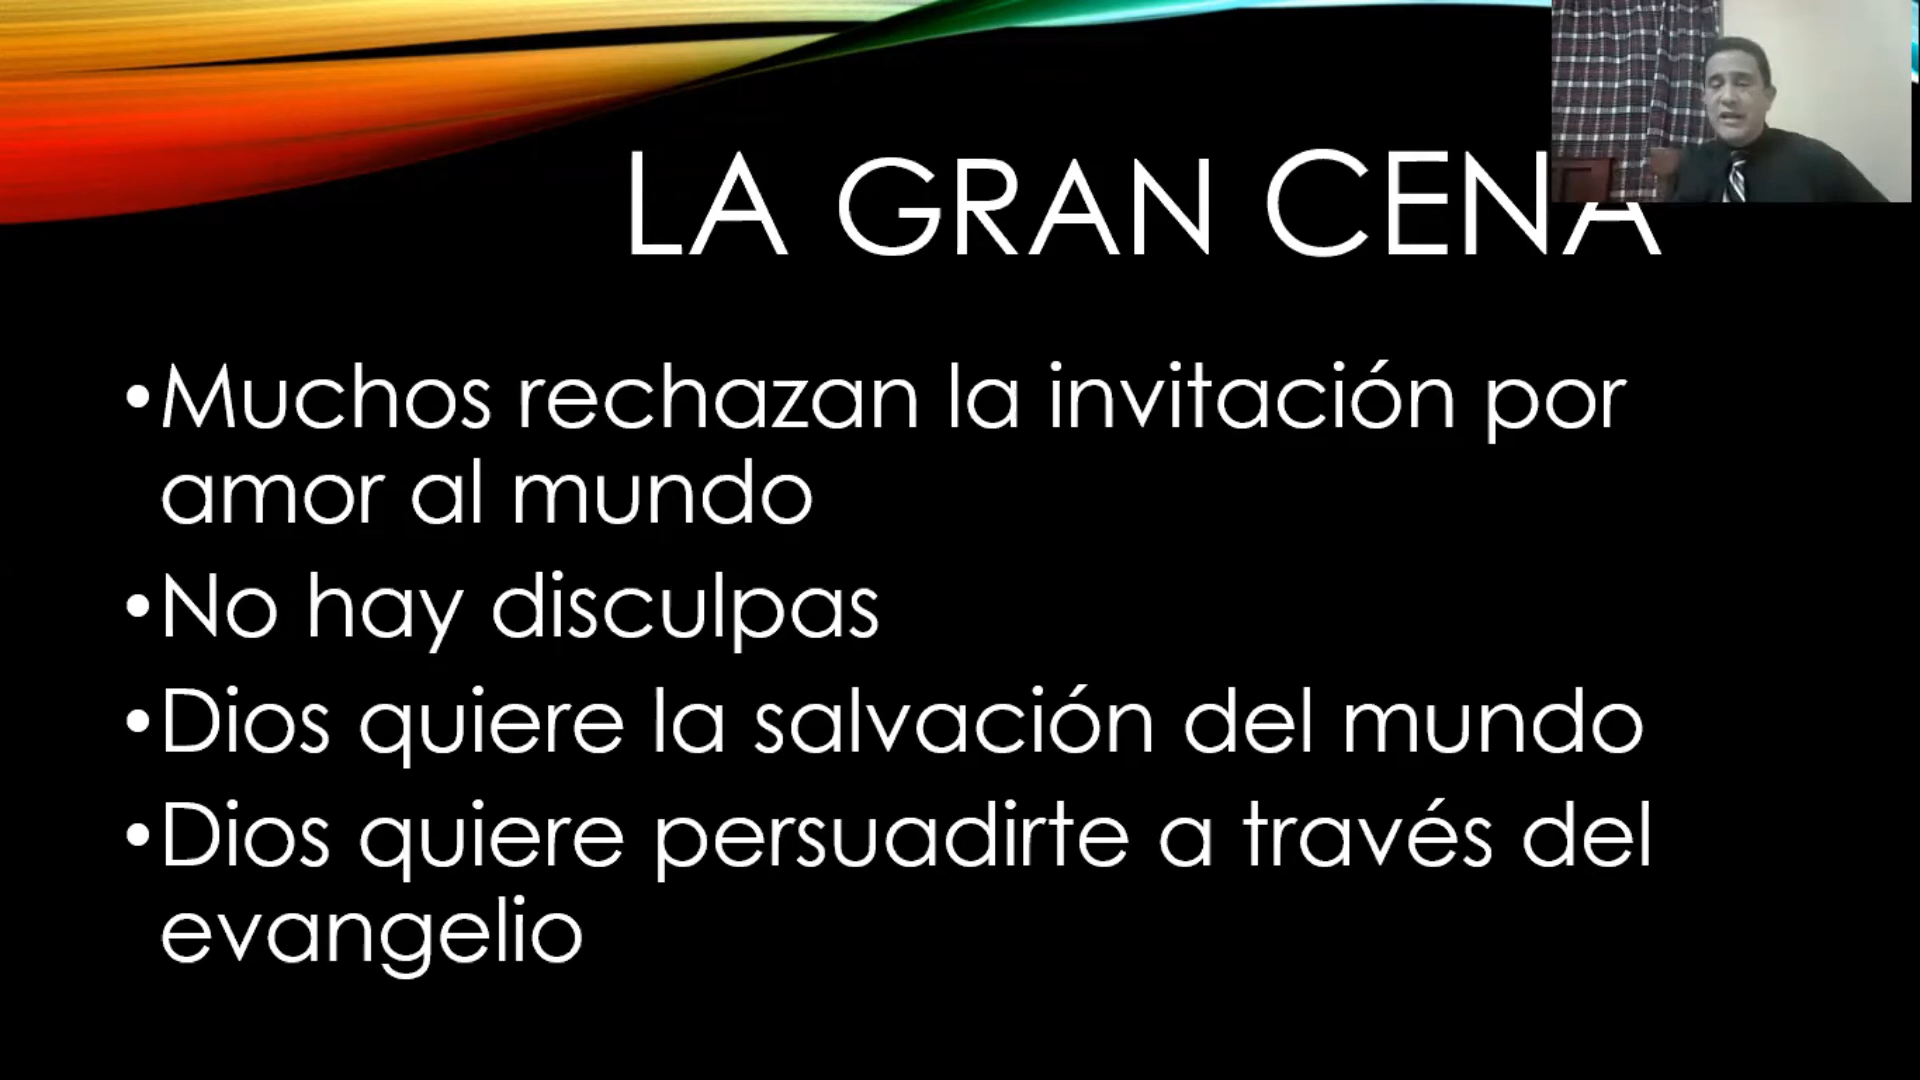 LA GRAN CENA
•Muchos rechazan la invitación por
amor al mundo
•No hay disculpas
•Dios quiere la salvación del mundo
•Dios quiere persuadirte a través del
evangelio